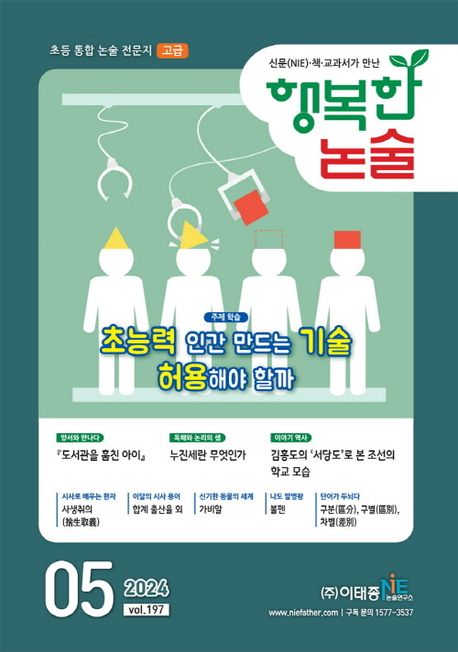 초등 통합 논술 전문지 고급
신문(NIE)·책·교과서가 만난
행복한
논술
주제 학습
초능력 인간 만드는 기술
허용해야 할까
양서와 만나다
『도서관을 훔친 아이』
독해와 논리의 샘
누진세란 무엇인가
이야기 역사
김홍도의 ‘서당도’로 본 조선의
학교 모습
시사로 배우는 한자
사생취의
(捨生取義)
이달의 시사 용어
합계 출산율 외
신기한 동물의 세계
가비알
나도 발명왕
볼펜
단어가 두뇌다
구분(區分), 구별(區別),
차별(差別)
05 2024
vol.197
(주)이태종 NiE
논술연구소
www.niefather.com | 구독 문의 1577-3537